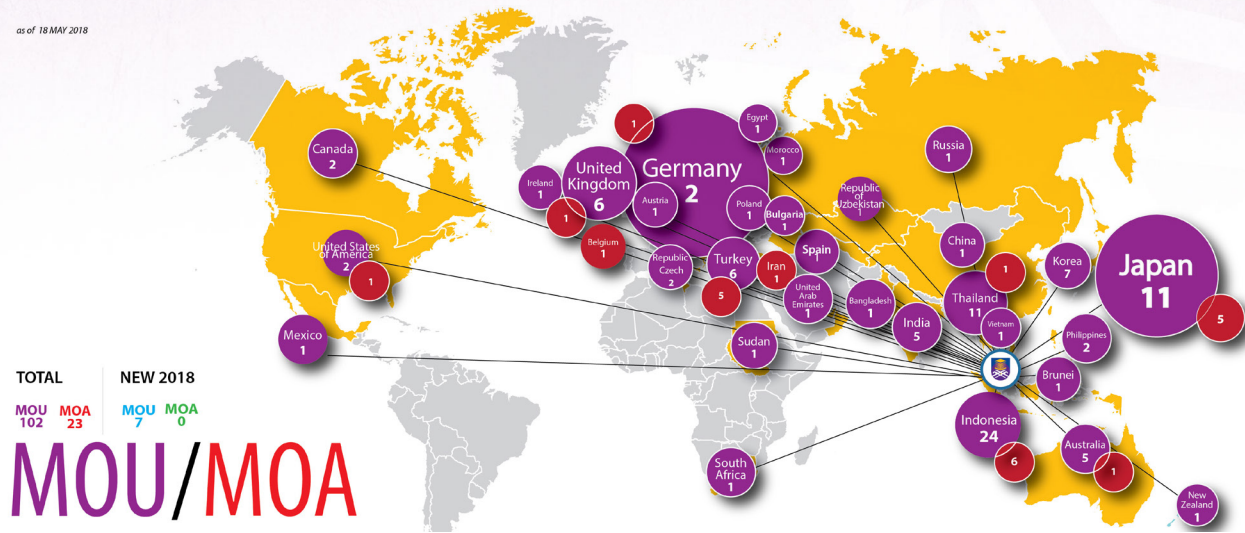 as of 18 MAY 2018
Canada
2
United States
of America
2
1
Mexico
1
Ireland
1
United
Kingdom
6
1
1
Germany
2
Austria
1
Belgium
1
Egypt
1
Morocco
1
Poland
1
Bulgaria
1
Republic
Czech
2
Turkey
6
5
Iran
1
Spain
1
United
Arab
Emirates
1
Bangladesh
1
India
5
Republic
of
Uzbekistan
1
Russia
1
China
1
1
Thailand
11
Vietnam
1
Korea
7
Japan
11
5
Philippines
2
Brunei
1
Sudan
1
South
Africa
1
Indonesia
24
6
Australia
5
1
New
Zealand
1
TOTAL
NEW 2018
MOU MOA MOU MOA
102 23 7 0
MOU/MOA